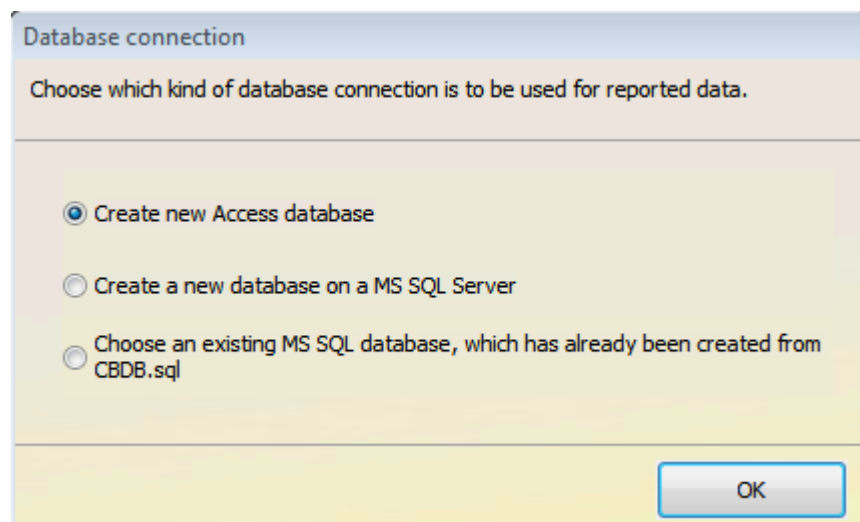 Database connection
Choose which kind of database connection is to be used for reported data.
Create new Access database
Create a new database on a MS SQL Server
Choose an existing MS SQL database, which has already been created from
CBDB.sql
OK